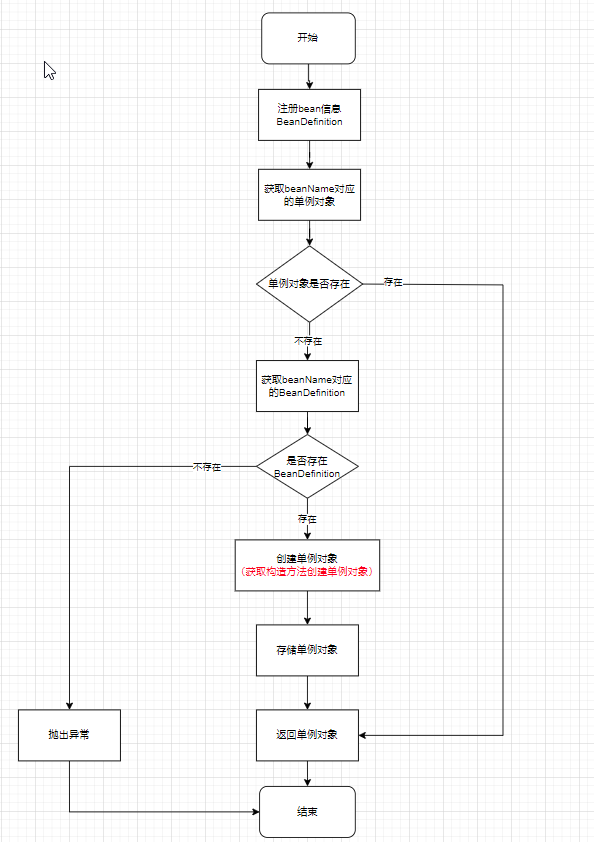 开始
注册bean信息
BeanDefinition
获取beanName对应
的单例对象
单例对象是否存在
存在
不存在
获取beanName对应
的BeanDefinition
是否存在
BeanDefinition
不存在
存在
创建单例对象
(获取构造方法创建单例对象)
存储单例对象
抛出异常
返回单例对象
结束